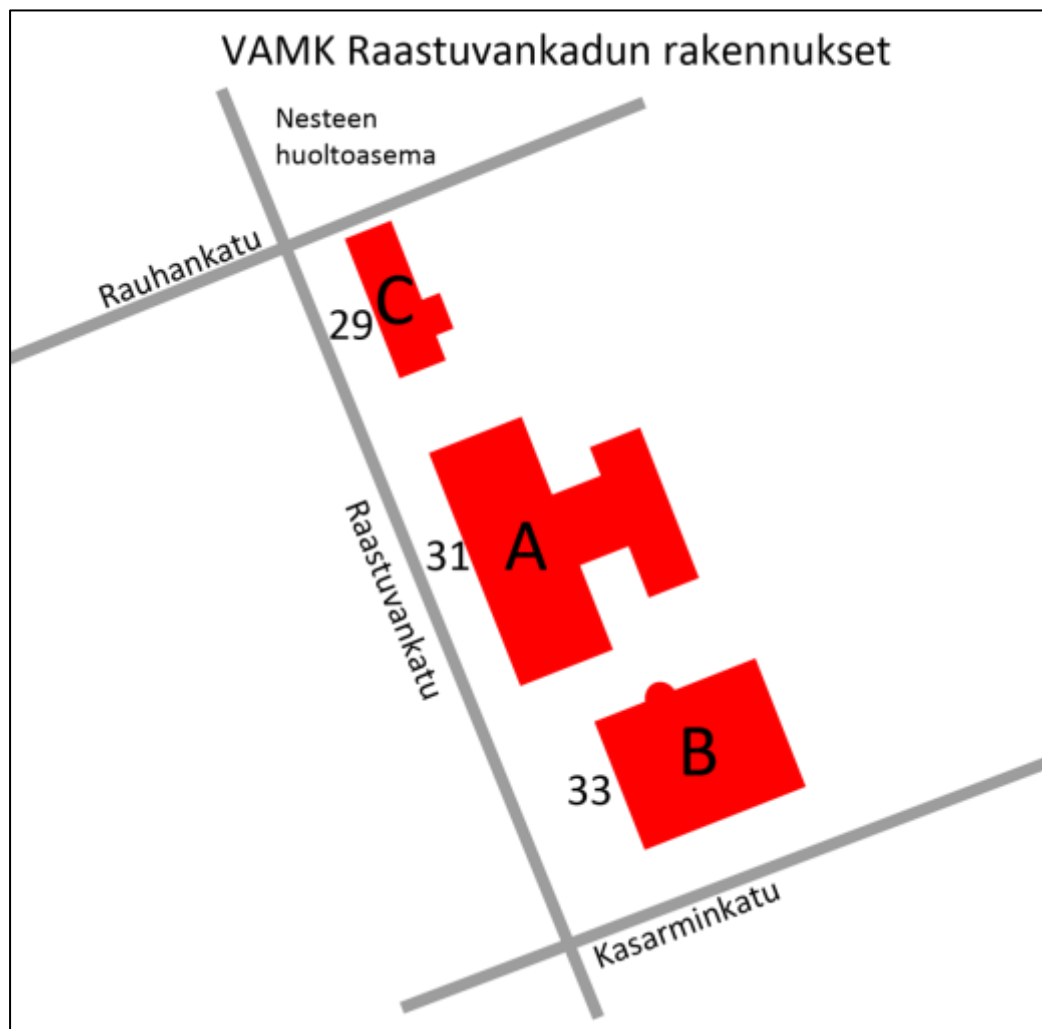 VAMK Raastuvankadun rakennukset
Nesteen
huoltoasema
Rauhankatu
C
29
Raastuvankatu
31
A
B
33
Kasarminkatu